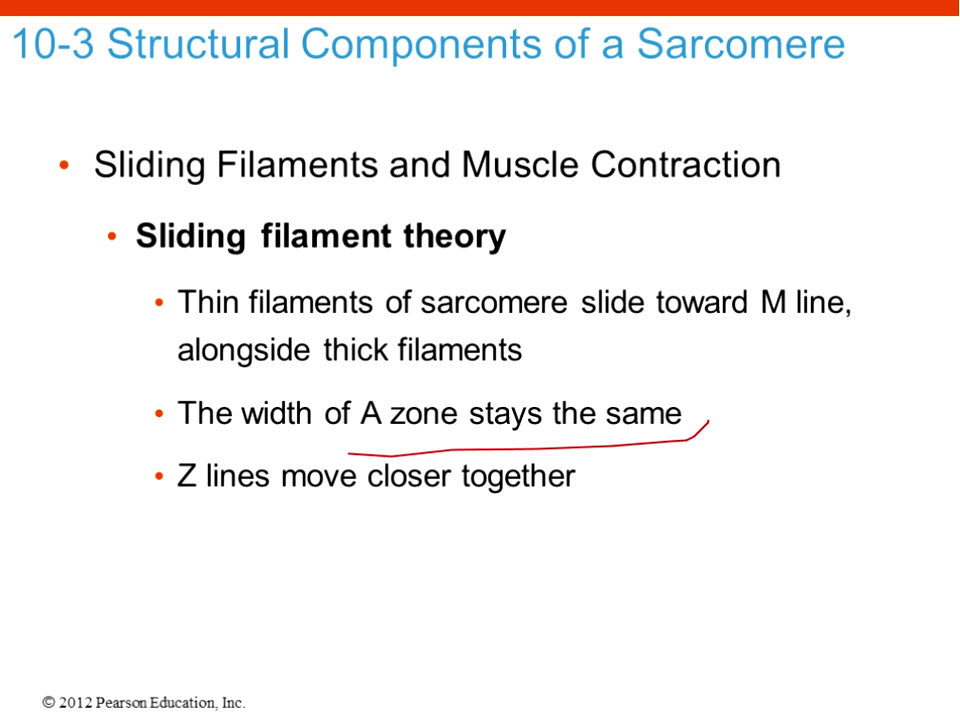 10-3 Structural Components of a Sarcomere
• Sliding Filaments and Muscle Contraction
• Sliding filament theory
• Thin filaments of sarcomere slide toward M line,
alongside thick filaments
• The width of A zone stays the same
• Z lines move closer together
© 2012 Pearson Education, Inc.